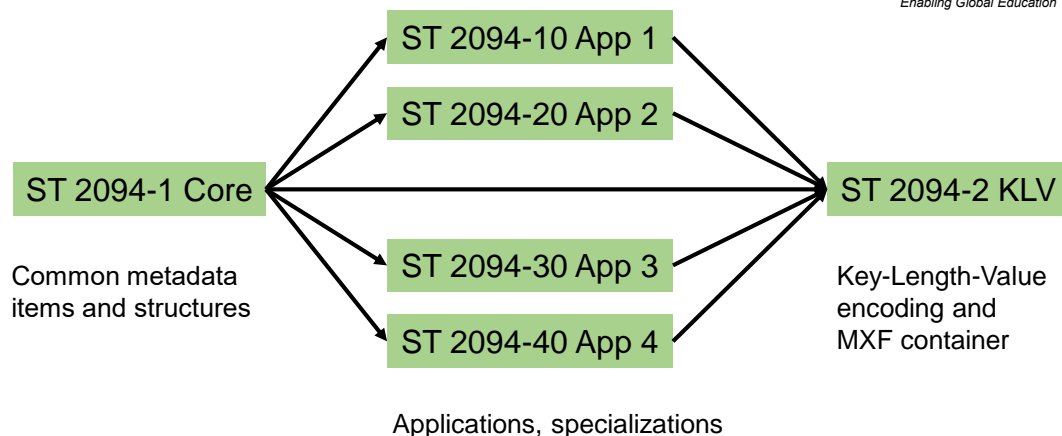 Enabling Global Education
ST 2094-10 App 1
ST 2094-20 App 2
ST 2094-1 Core
ST 2094-2 KLV
ST 2094-30 App 3
ST 2094-40 App 4
Common metadata
items and structures
Key-Length-Value
encoding and
MXF container
Applications, specializations